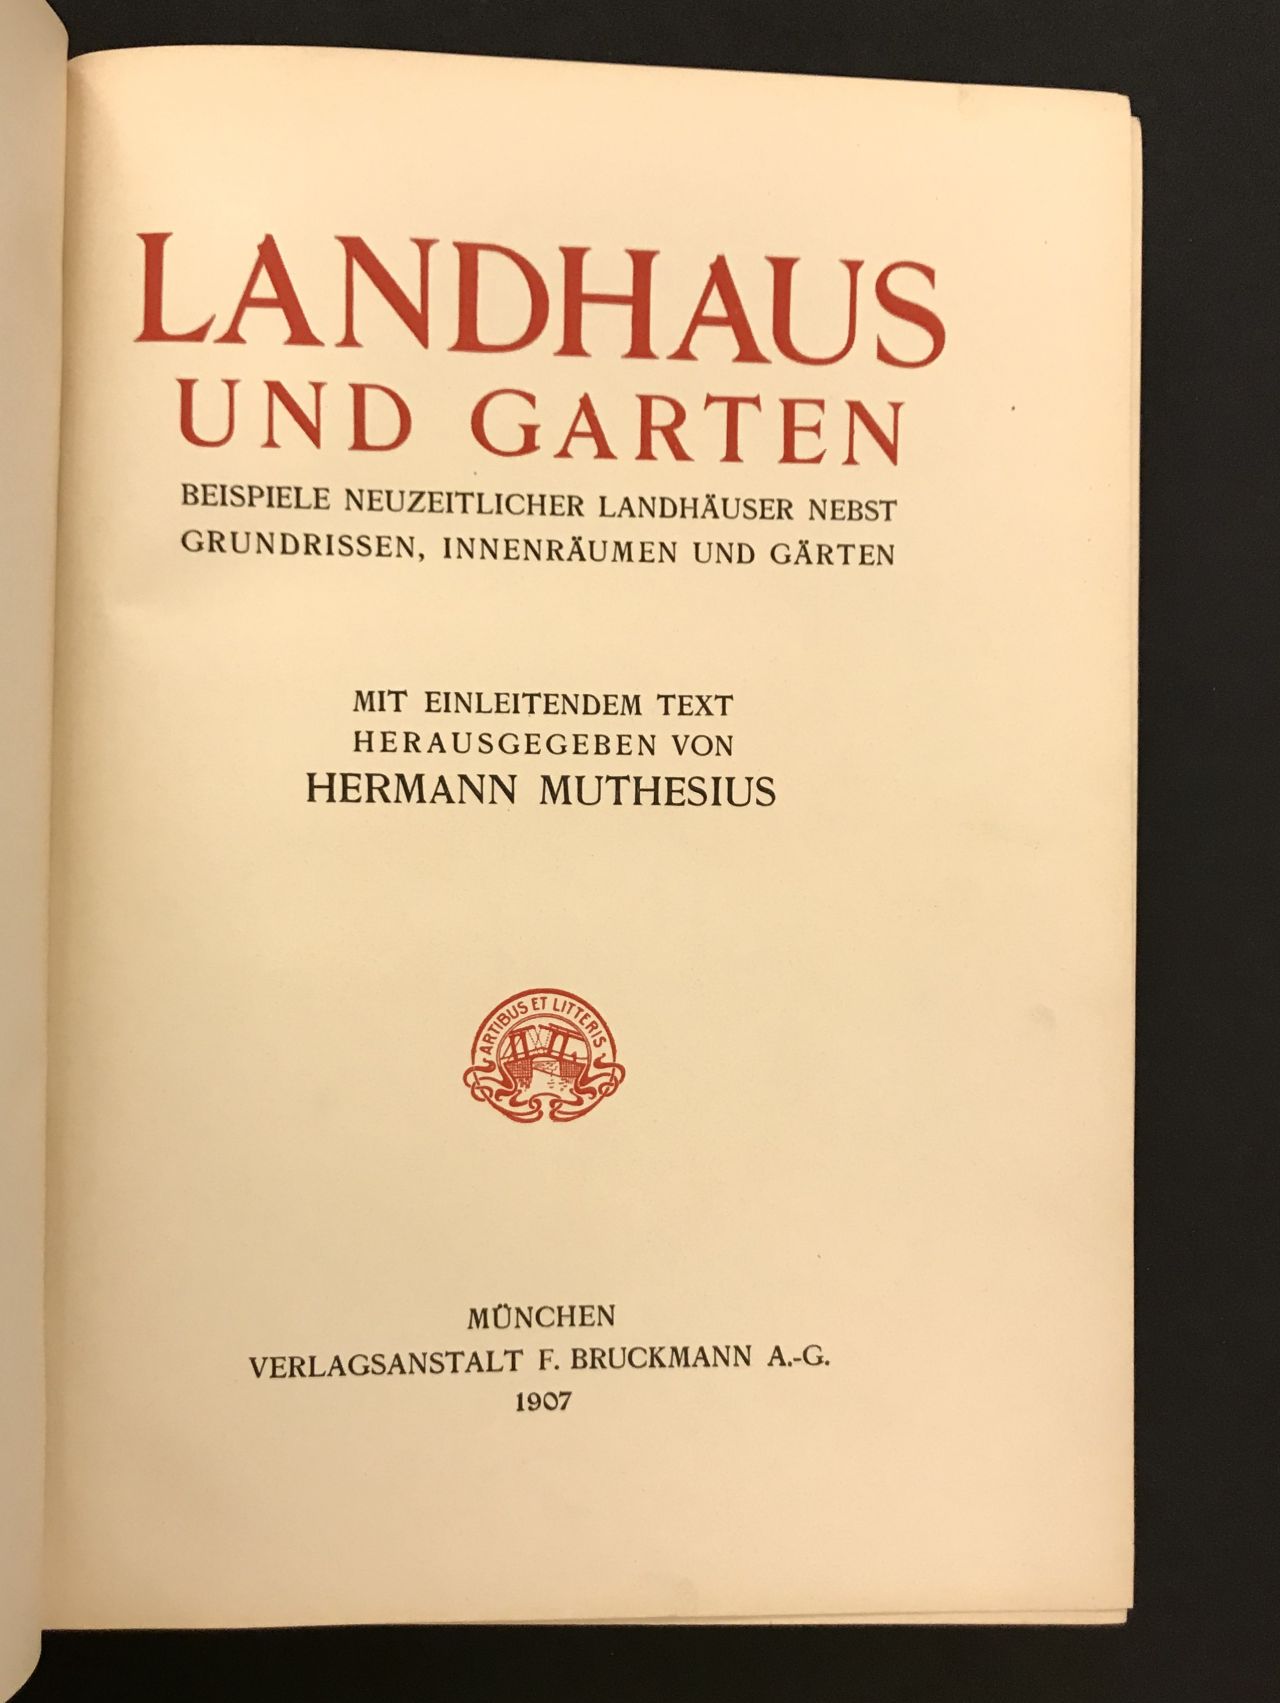 LANDHAUS
UND GARTEN
BEISPIELE NEUZEITLICHER LANDHÄUSER NEBST
GRUNDRISSEN, INNENRÄUMEN UND GÄRTEN
MIT EINLEITENDEM TEXT
HERAUSGEGEBEN VON
HERMANN MUTHESIUS
ARTIBUS ET LITTERIS
MÜNCHEN
VERLAGSANSTALT F. BRUCKMANN A.-G.
1907